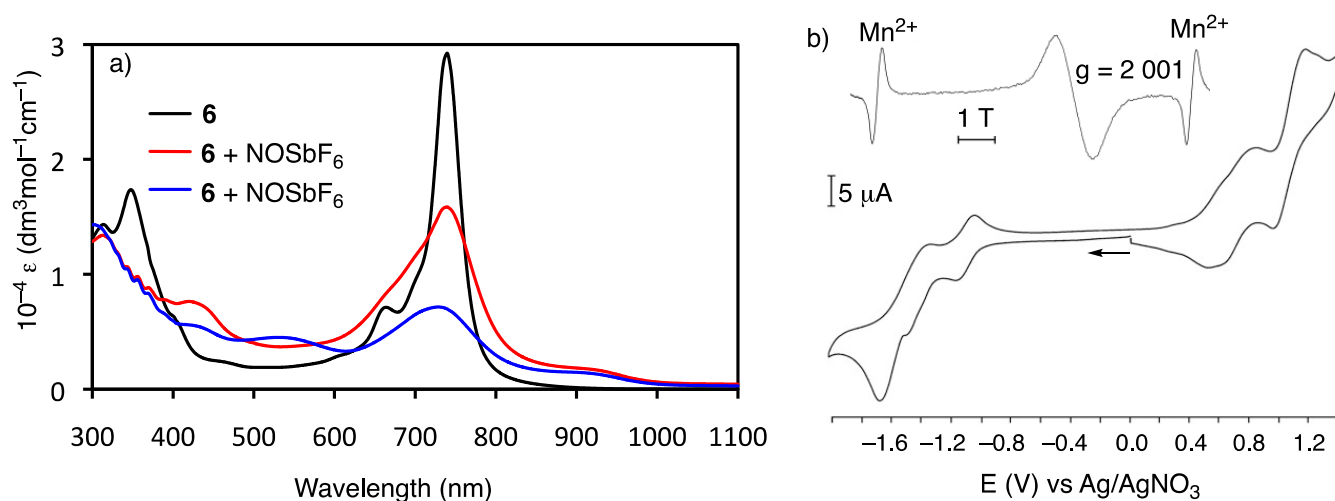 a)
3
2
1
0
10⁻⁴ ε (dm³mol⁻¹cm⁻¹)
6
6 + NOSbF₆
6 + NOSbF₆
300 400 500 600 700 800 900 1000 1100
Wavelength (nm)
b)
Mn²⁺ Mn²⁺
g = 2 001
1 T
5 μA
−1.6 −1.2 −0.8 −0.4 0.0 0.4 0.8 1.2
E (V) vs Ag/AgNO₃